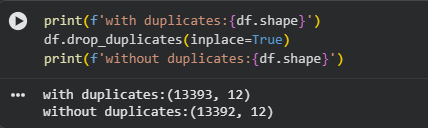 print(f'with duplicates:{df.shape}')
df.drop_duplicates(inplace=True)
print(f'without duplicates:{df.shape}')
with duplicates:(13393, 12)
without duplicates:(13392, 12)